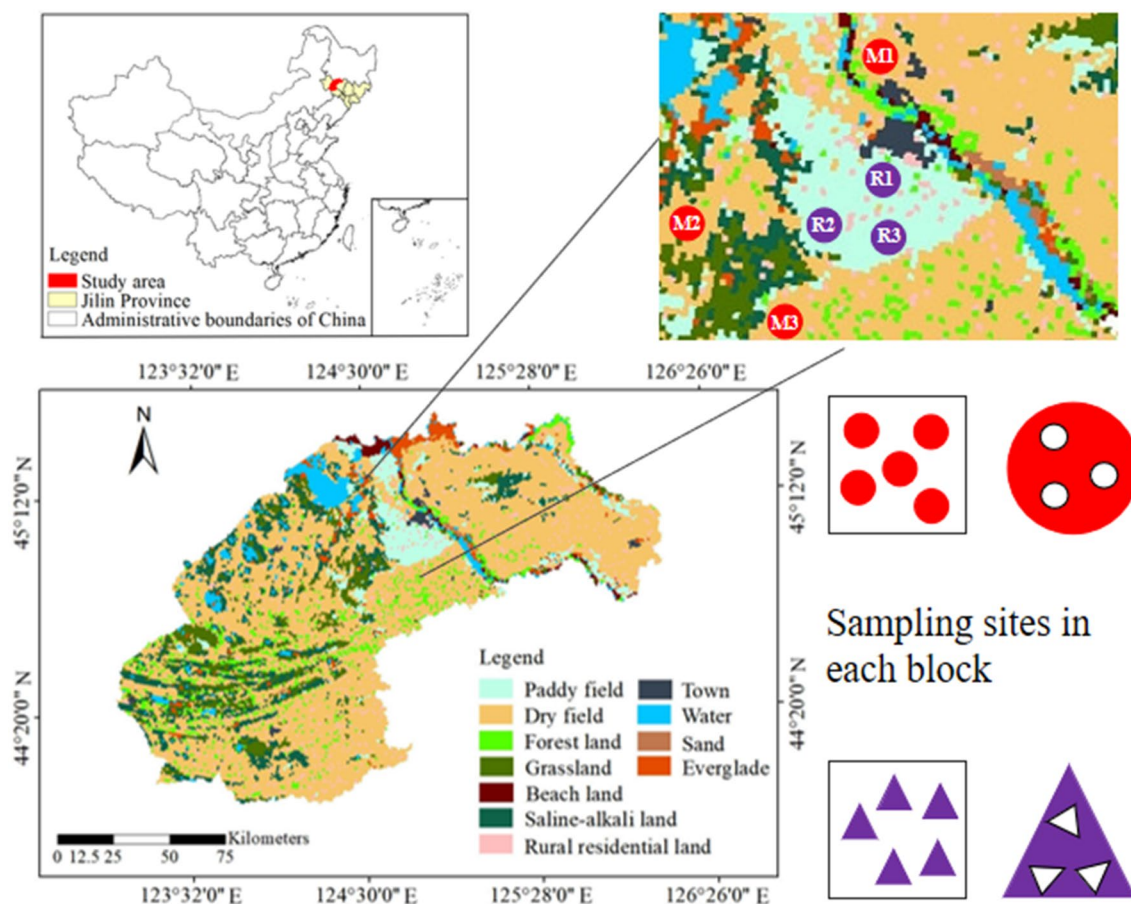 Legend
Study area
Jilin Province
Administrative boundaries of China
M1
R1
M2
R2
R3
M3
123°32'0" E
124°30'0" E
125°28'0" E
126°26'0" E
N
45°12'0" N
45°12'0" N
44°20'0" N
44°20'0" N
Sampling sites in
each block
Legend
Paddy field
Town
Dry field
Water
Forest land
Sand
Grassland
Everglade
Beach land
Saline-alkali land
Rural residential land
Kilometers
0 12.5 25 50 75
123°32'0" E
124°30'0" E
125°28'0" E
126°26'0" E